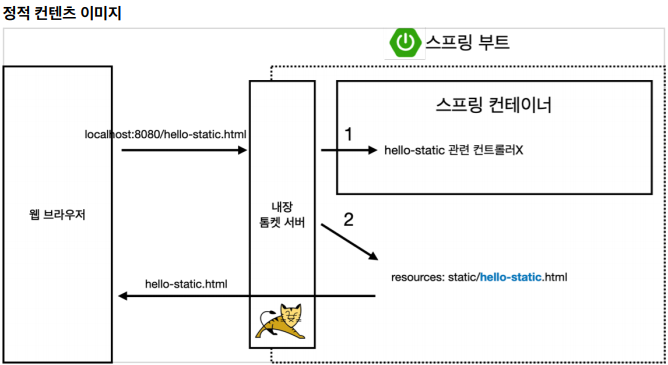 정적 컨텐츠 이미지
스프링 부트
스프링 컨테이너
localhost:8080/hello-static.html
1
hello-static 관련 컨트롤러X
웹 브라우저
내장
톰켓 서버
2
resources: static/hello-static.html
hello-static.html